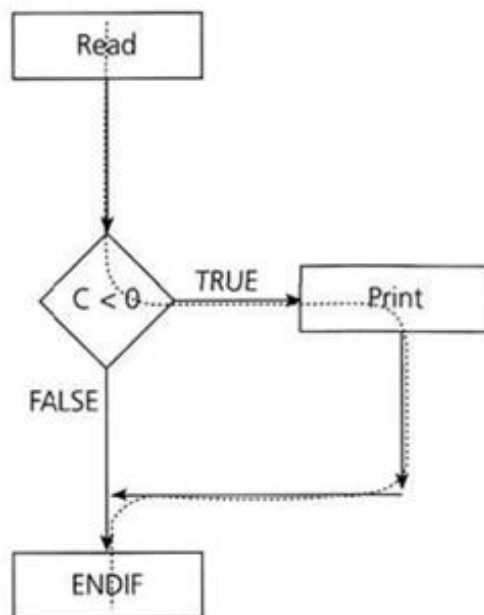 Read
C < 0
TRUE
Print
FALSE
ENDIF